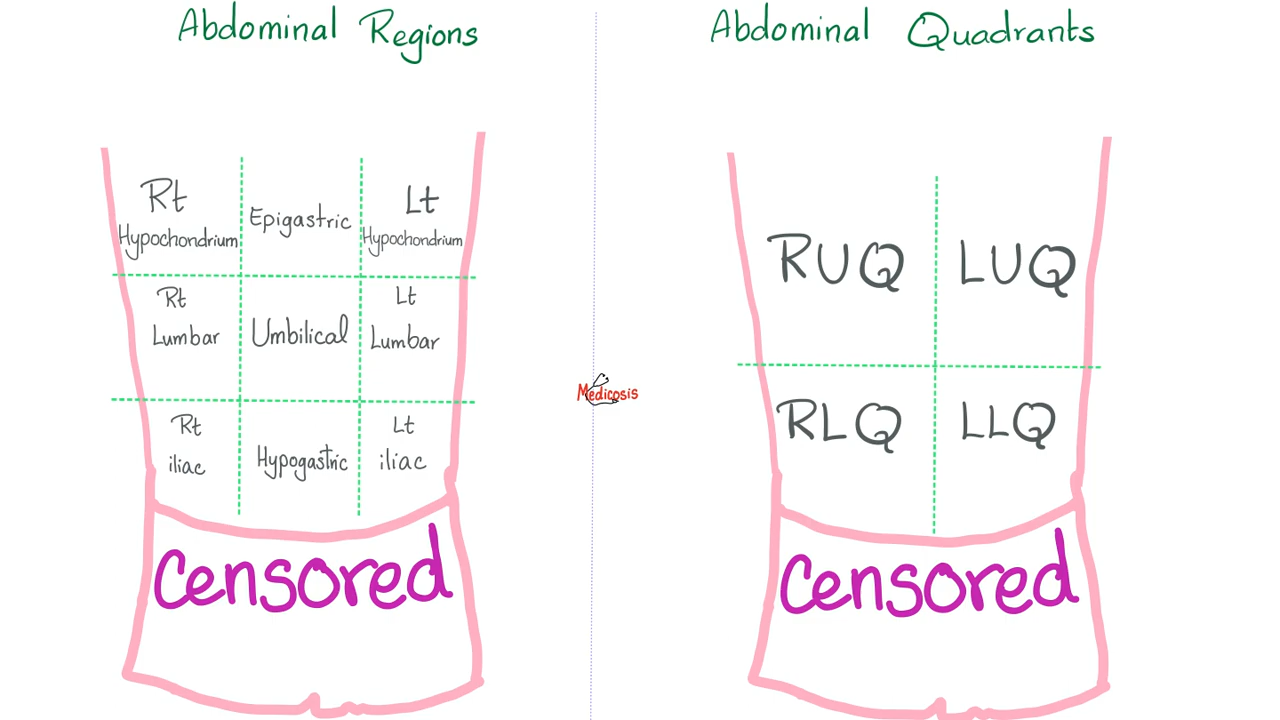 Abdominal Regions
Rt
Hypochondrium
Epigastric
Lt
Hypochondrium
Rt
Lumbar
Umbilical
Lt
Lumbar
Rt
iliac
Hypogastric
Lt
iliac
Censored
Medicosis
Abdominal Quadrants
RUQ
LUQ
RLQ
LLQ
Censored